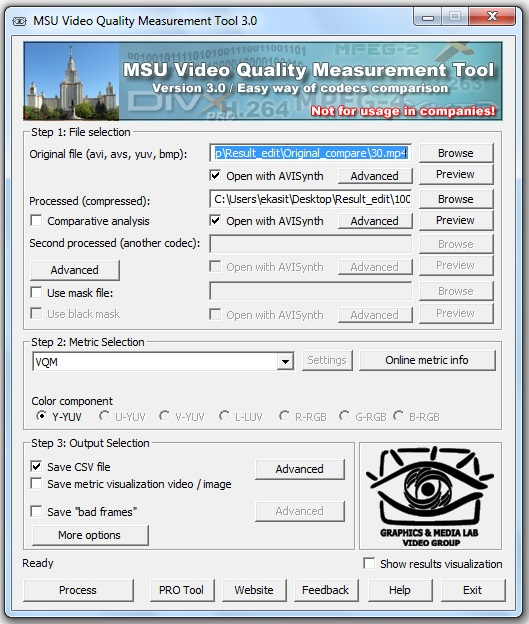 MSU Video Quality Measurement Tool 3.0
MPEG-2
MSU Video Quality Measurement Tool
Version 3.0 / Easy way of codecs comparison
DIVX H.264 MPEG-4
Not for usage in companies!
Step 1: File selection
Original file (avi, avs, yuv, bmp):
p\Result_edit\Original_compare\30.mp4
Browse
Open with AVISynth
Advanced
Preview
Processed (compressed):
C:\Users\ekasit\Desktop\Result_edit\100
Browse
Comparative analysis
Open with AVISynth
Advanced
Preview
Second processed (another codec):
Browse
Advanced
Open with AVISynth
Advanced
Preview
Use mask file:
Browse
Use black mask
Open with AVISynth
Advanced
Preview
Step 2: Metric Selection
VQM
Settings
Online metric info
Color component
Y-YUV
U-YUV
V-YUV
L-LUV
R-RGB
G-RGB
B-RGB
Step 3: Output Selection
Save CSV file
Advanced
Save metric visualization video / image
Save "bad frames"
Advanced
More options
GRAPHICS & MEDIA LAB
VIDEO GROUP
Ready
Show results visualization
Process
PRO Tool
Website
Feedback
Help
Exit